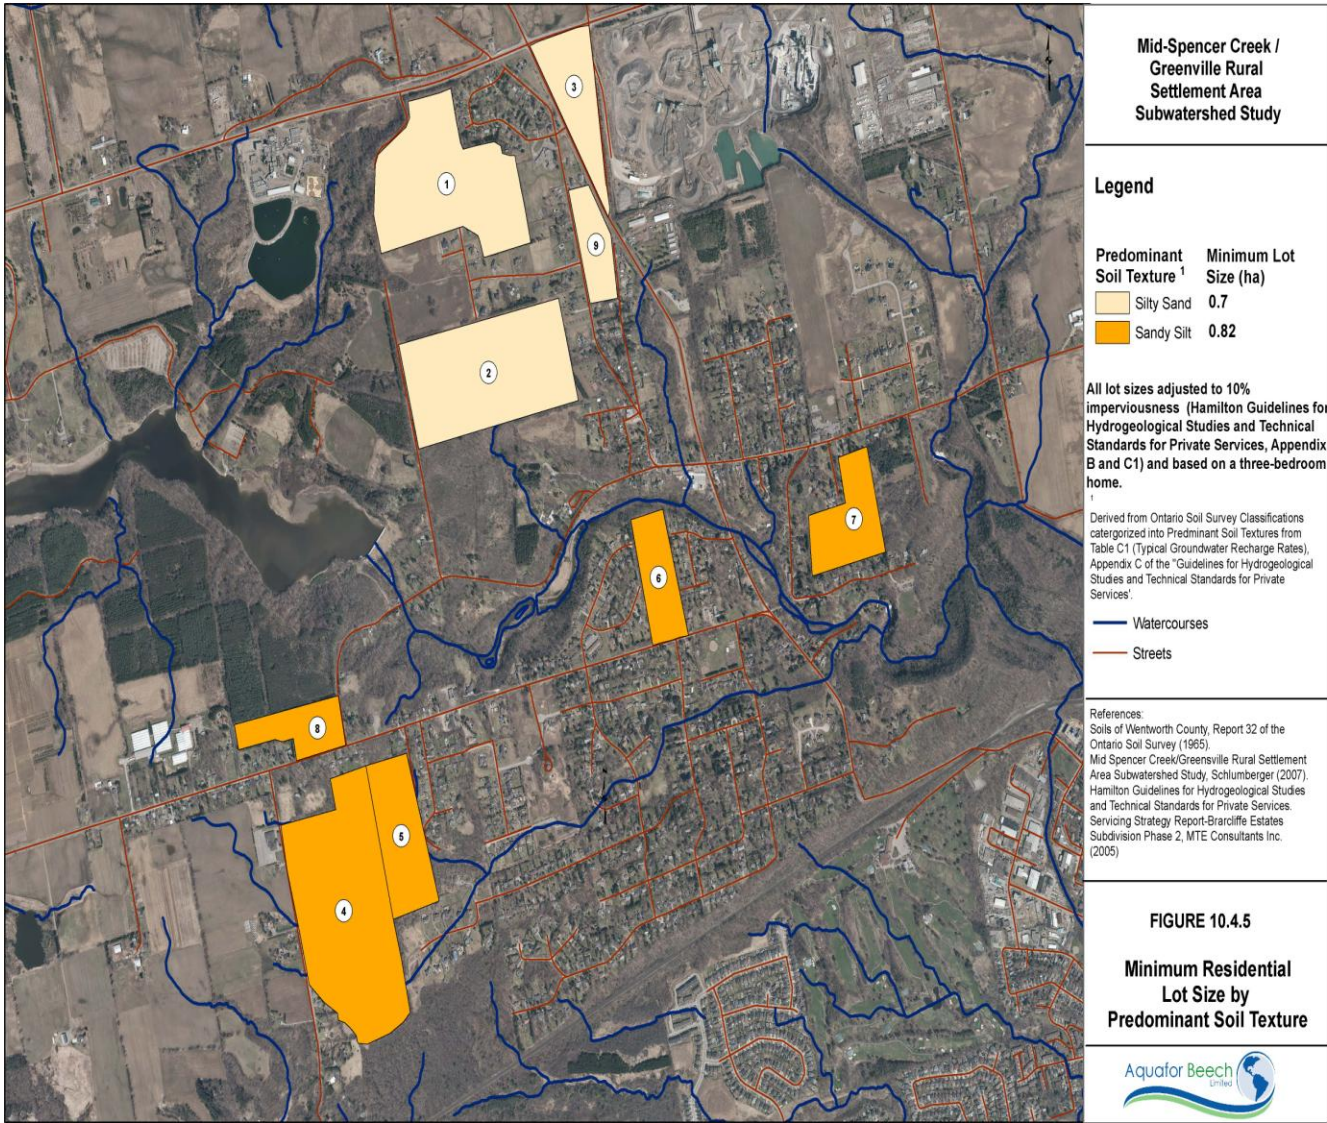 Mid-Spencer Creek /
Greenville Rural
Settlement Area
Subwatershed Study
Legend
Predominant Minimum Lot
Soil Texture 1 Size (ha)
Silty Sand 0.7
Sandy Silt 0.82
All lot sizes adjusted to 10%
imperviousness (Hamilton Guidelines for
Hydrogeological Studies and Technical
Standards for Private Services, Appendix
B and C1) and based on a three-bedroom
home.
1
Derived from Ontario Soil Survey Classifications
catergorized into Predminant Soil Textures from
Table C1 (Typical Groundwater Recharge Rates),
Appendix C of the "Guidelines for Hydrogeological
Studies and Technical Standards for Private
Services'.
Watercourses
Streets
References:
Soils of Wentworth County, Report 32 of the
Ontario Soil Survey (1965).
Mid Spencer Creek/Greensville Rural Settlement
Area Subwatershed Study, Schlumberger (2007).
Hamilton Guidelines for Hydrogeological Studies
and Technical Standards for Private Services.
Servicing Strategy Report-Brarcliffe Estates
Subdivision Phase 2, MTE Consultants Inc.
(2005)
FIGURE 10.4.5
Minimum Residential
Lot Size by
Predominant Soil Texture
Aquafor Beech
Limited
3
1
9
2
7
6
8
5
4